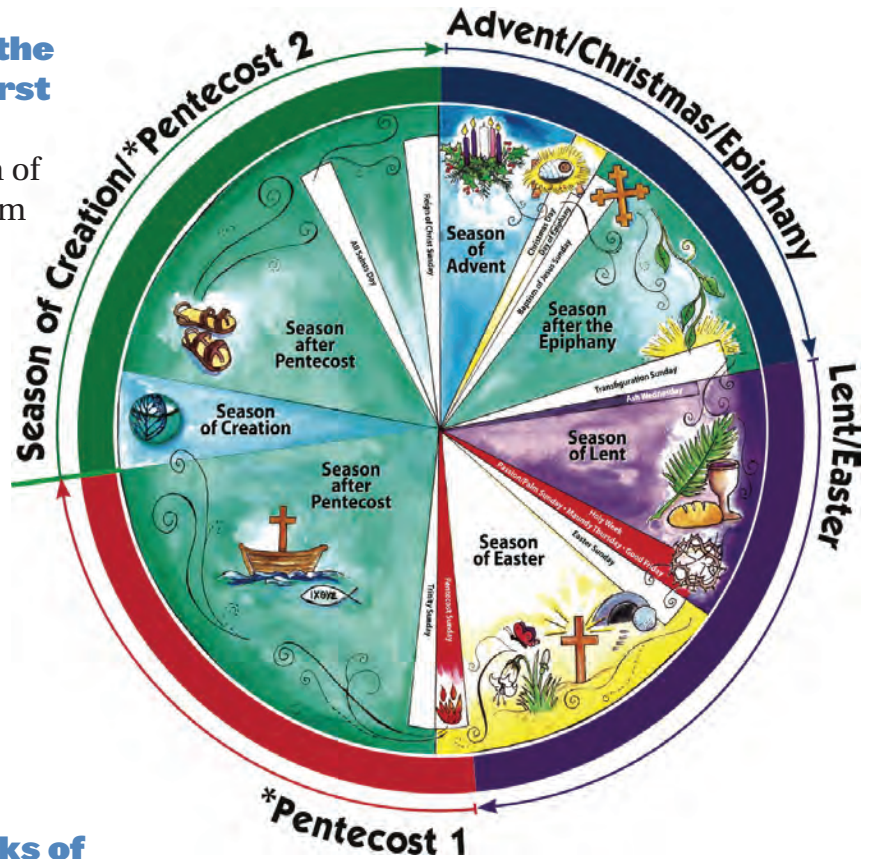 the
rst
n of
m
Season of Creation/*Pentecost 2
Advent/Christmas/Epiphany
Lent/Easter
*Pentecost 1
Season
of Advent
Christmas Day
Day of Epiphany
Baptism of Jesus Sunday
Season
after the
Epiphany
Transfiguration Sunday
Ash Wednesday
Season
of Lent
Holy Week
Passion/Palm Sunday • Maundy Thursday • Good Friday
Easter Sunday
Season
of Easter
Pentecost Sunday
Trinity Sunday
Season
after
Pentecost
ΙΧΘΥΣ
Season
of Creation
Season
after
Pentecost
All Saints Day
Reign of Christ Sunday
ks of